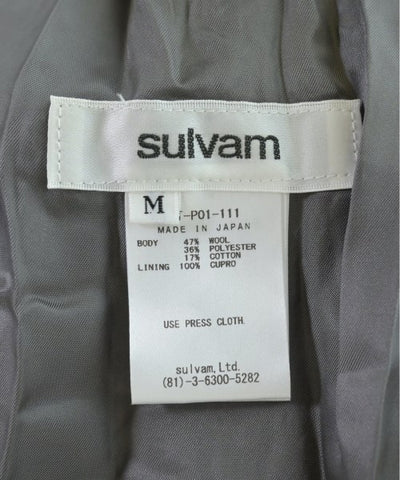 sulvam
M
-P01-111
MADE IN JAPAN
BODY 47% WOOL
36% POLYESTER
17% COTTON
LINING 100% CUPRO
USE PRESS CLOTH.
sulvam,Ltd.
(81)-3-6300-5282